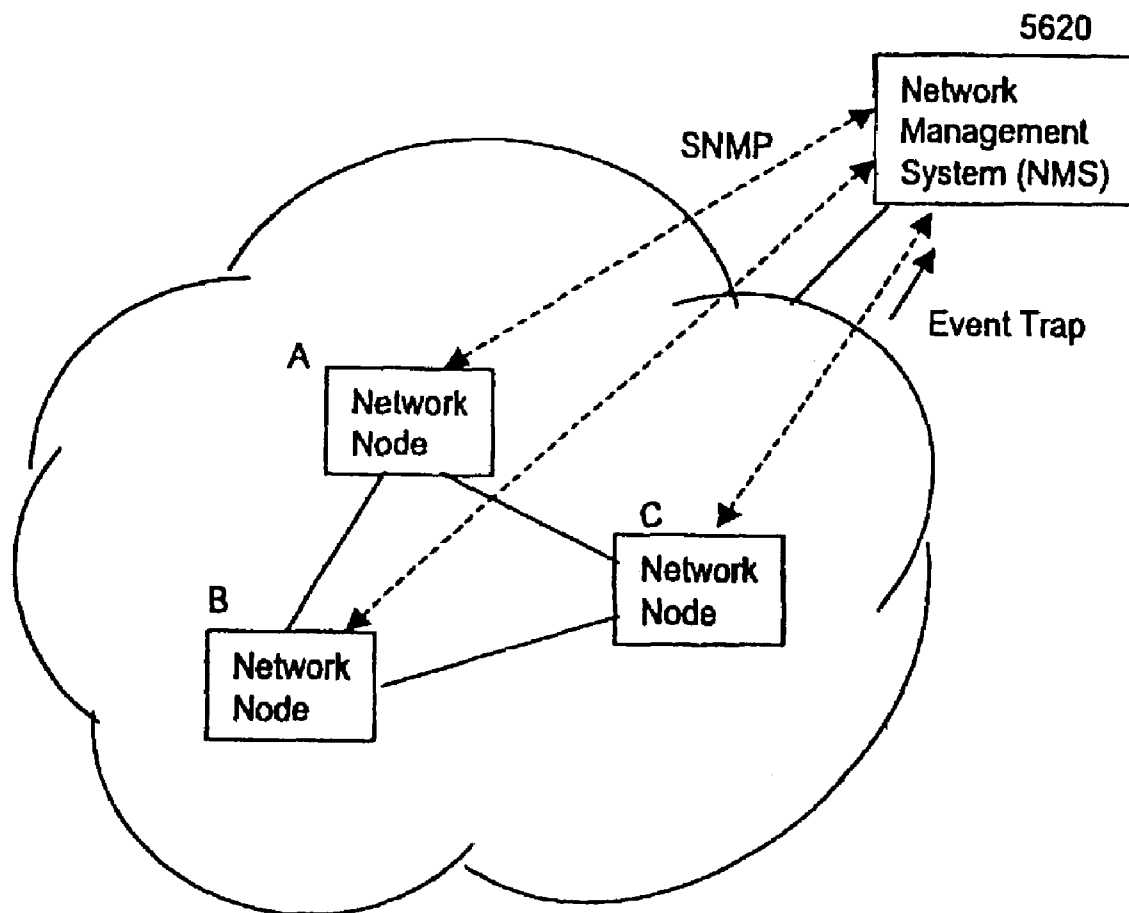 5620
Network
Management
System (NMS)
SNMP
Event Trap
A
Network
Node
C
Network
Node
B
Network
Node